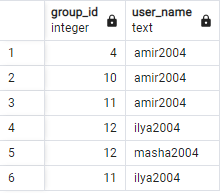 group_id user_name
integer text
1 4 amir2004
2 10 amir2004
3 11 amir2004
4 12 ilya2004
5 12 masha2004
6 11 ilya2004